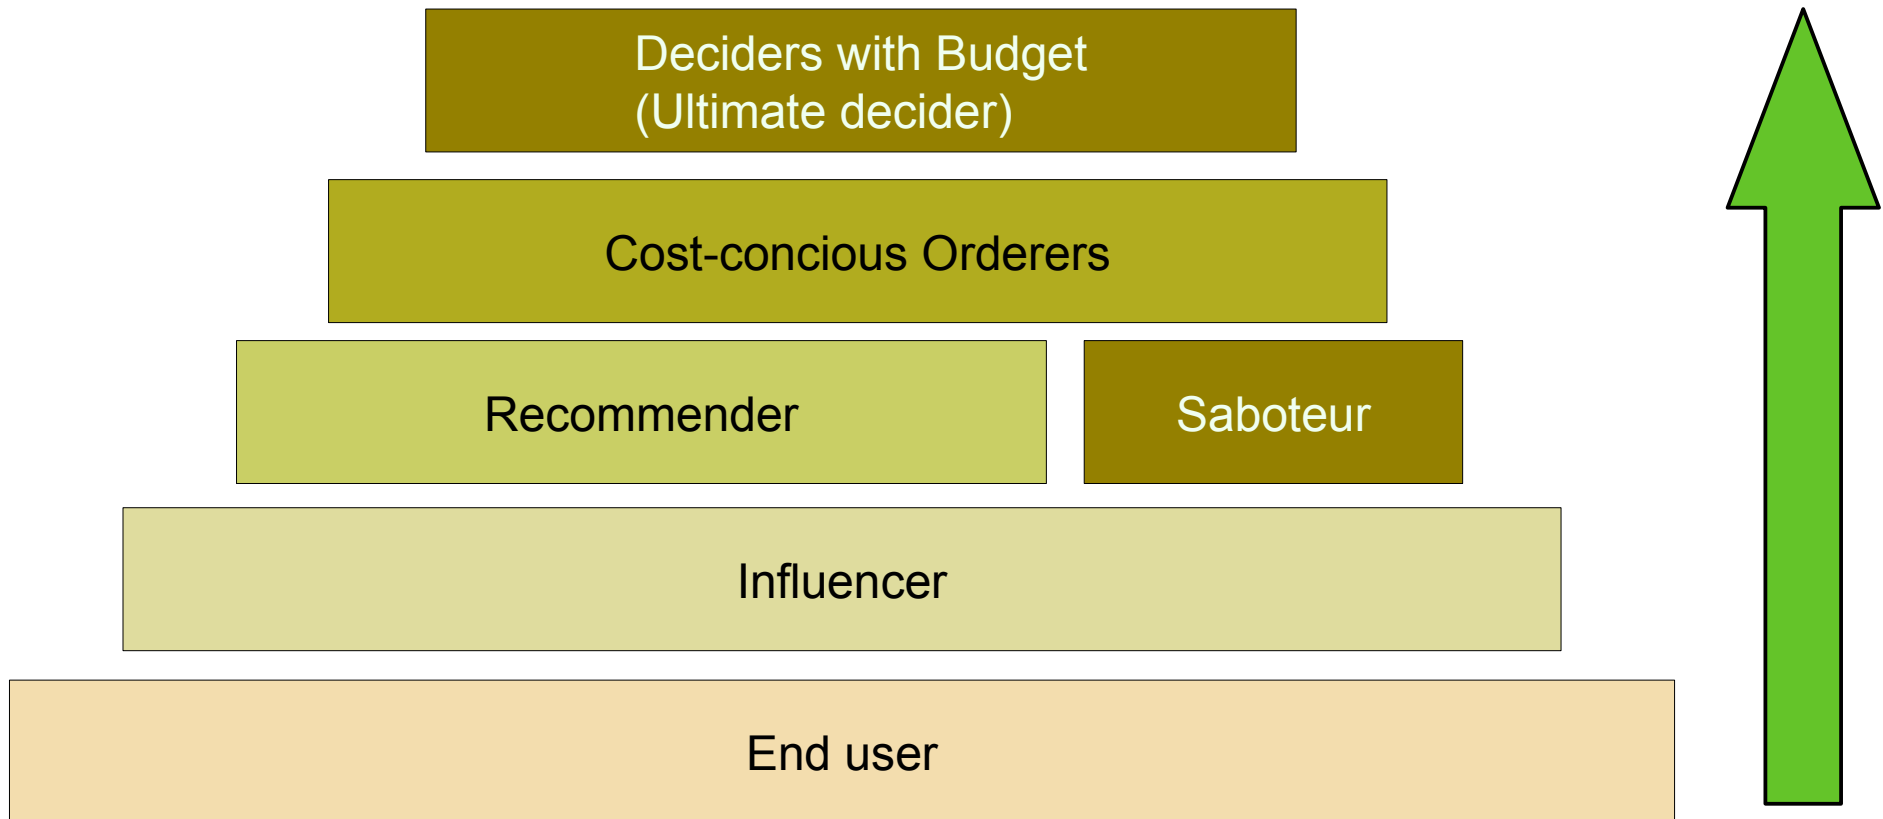 Deciders with Budget
(Ultimate decider)
Cost-concious Orderers
Recommender
Saboteur
Influencer
End user